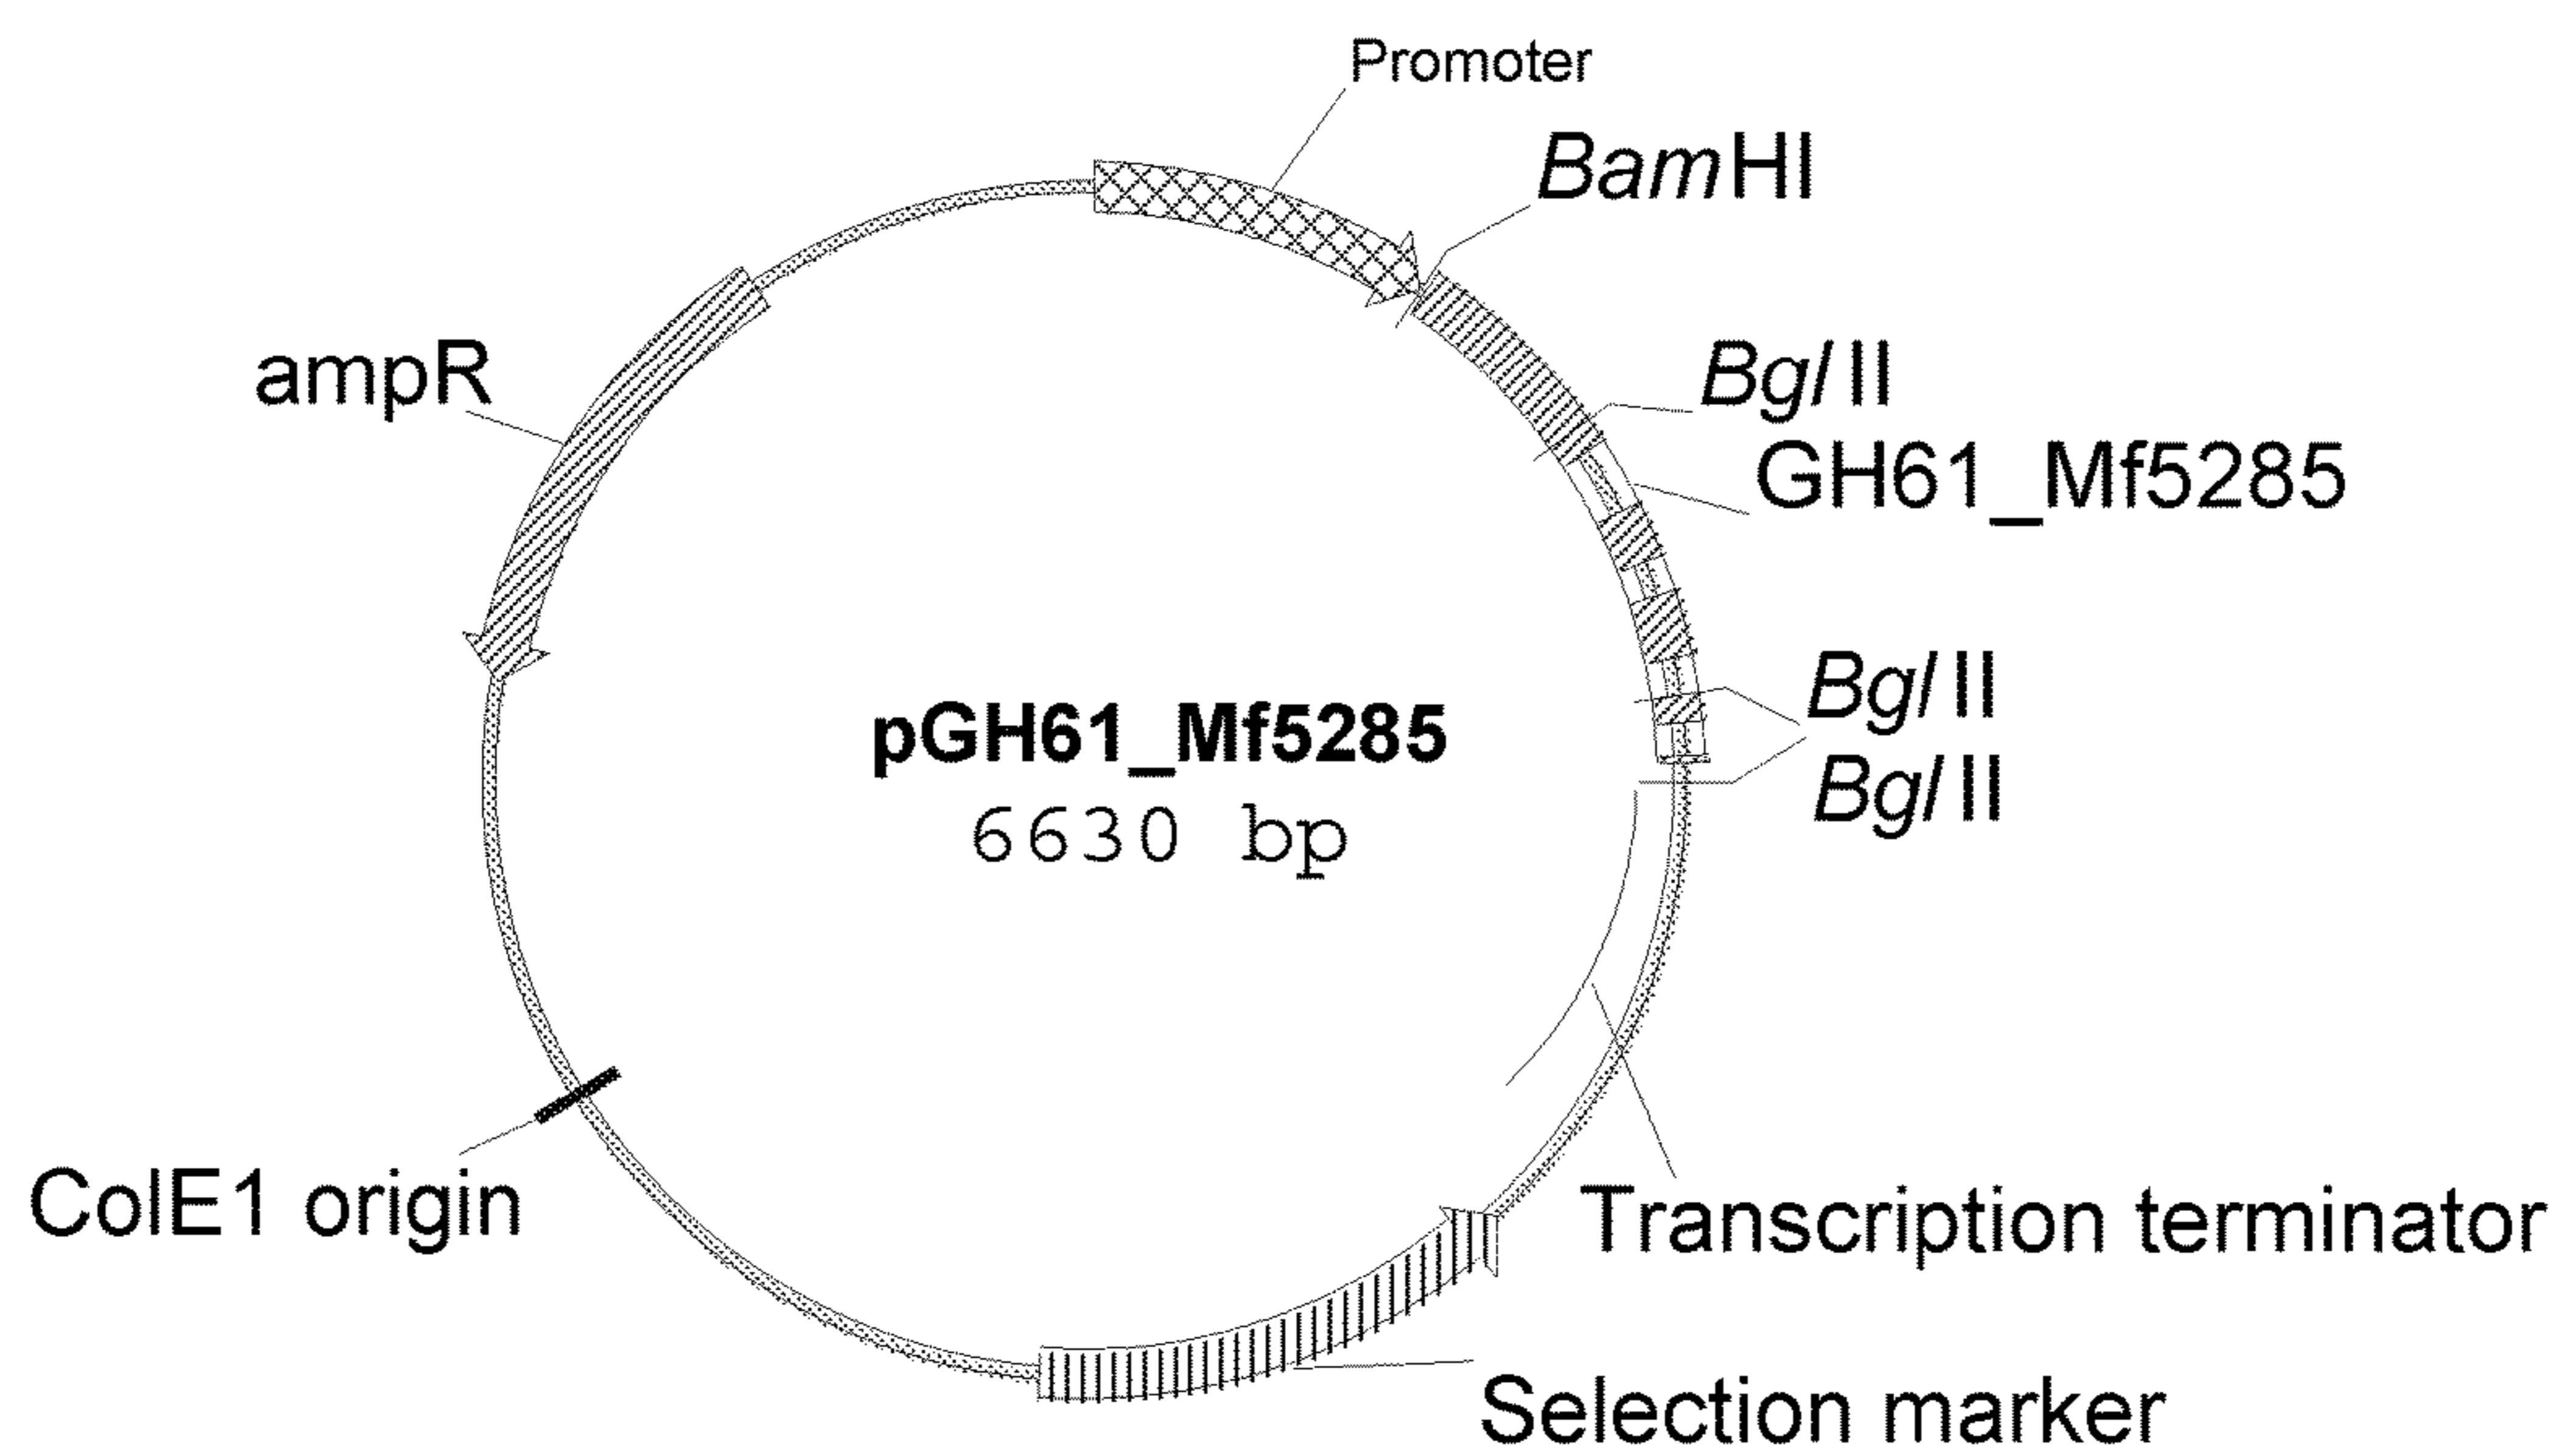 Promoter
BamHI
BglII
ampR
GH61_Mf5285
BglII
pGH61_Mf5285
BglII
6630 bp
ColE1 origin
Transcription terminator
Selection marker